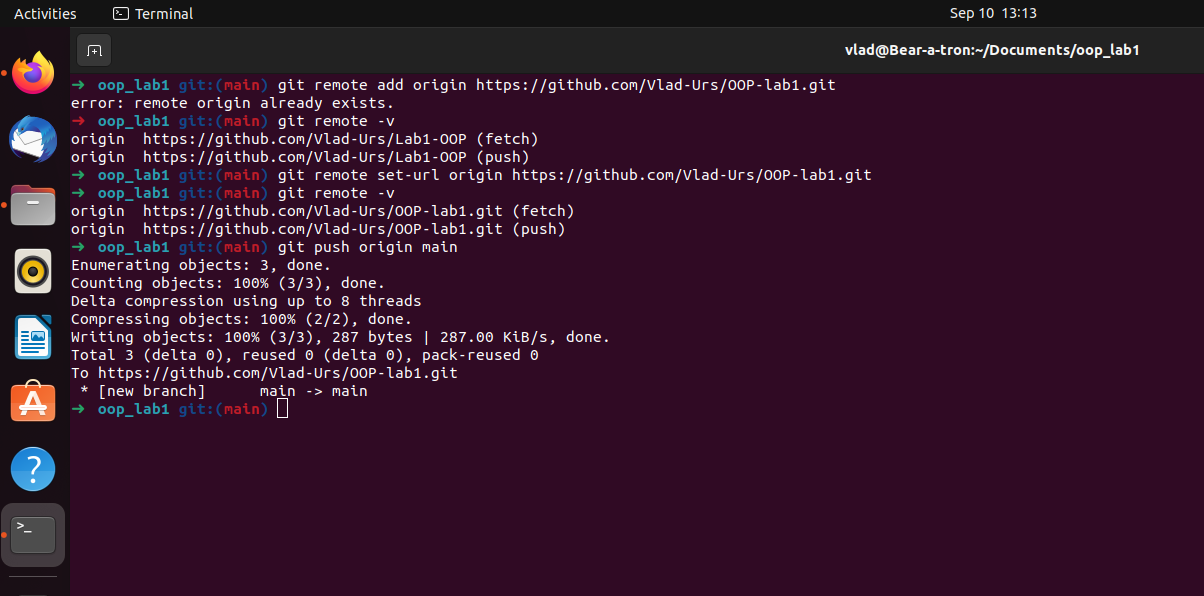 Activities Terminal Sep 10 13:13
vlad@Bear-a-tron:~/Documents/oop_lab1
➜ oop_lab1 git:(main) git remote add origin https://github.com/Vlad-Urs/OOP-lab1.git
error: remote origin already exists.
➜ oop_lab1 git:(main) git remote -v
origin https://github.com/Vlad-Urs/Lab1-OOP (fetch)
origin https://github.com/Vlad-Urs/Lab1-OOP (push)
➜ oop_lab1 git:(main) git remote set-url origin https://github.com/Vlad-Urs/OOP-lab1.git
➜ oop_lab1 git:(main) git remote -v
origin https://github.com/Vlad-Urs/OOP-lab1.git (fetch)
origin https://github.com/Vlad-Urs/OOP-lab1.git (push)
➜ oop_lab1 git:(main) git push origin main
Enumerating objects: 3, done.
Counting objects: 100% (3/3), done.
Delta compression using up to 8 threads
Compressing objects: 100% (2/2), done.
Writing objects: 100% (3/3), 287 bytes | 287.00 KiB/s, done.
Total 3 (delta 0), reused 0 (delta 0), pack-reused 0
To https://github.com/Vlad-Urs/OOP-lab1.git
 * [new branch] main -> main
➜ oop_lab1 git:(main)